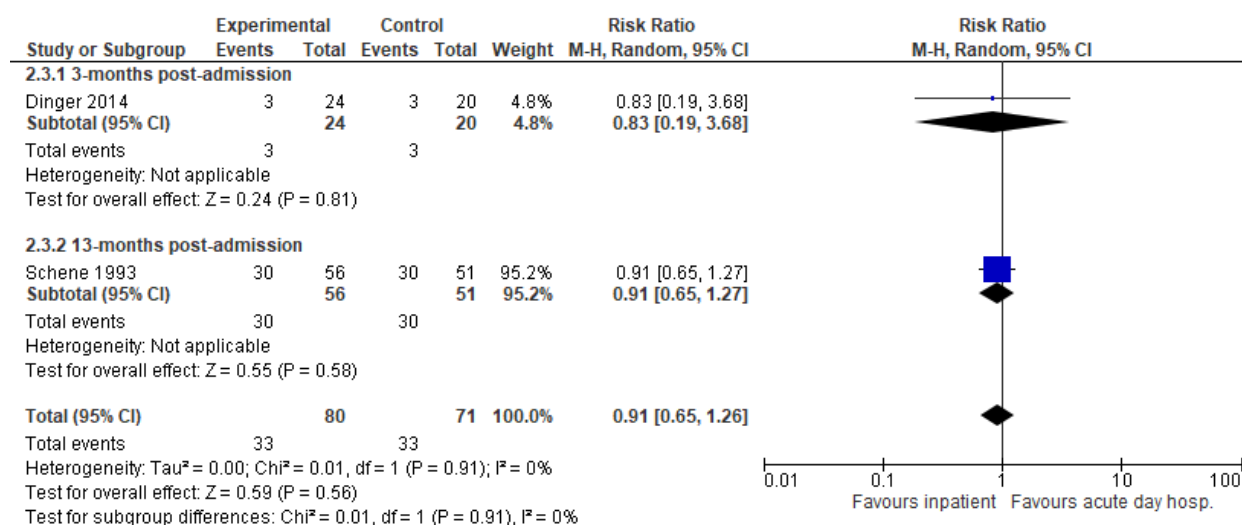 Experimental Control Risk Ratio Risk Ratio
Study or Subgroup Events Total Events Total Weight M-H, Random, 95% CI M-H, Random, 95% CI
2.3.1 3-months post-admission
Dinger 2014 3 24 3 20 4.8% 0.83 [0.19, 3.68]
Subtotal (95% CI) 24 20 4.8% 0.83 [0.19, 3.68]
Total events 3 3
Heterogeneity: Not applicable
Test for overall effect: Z = 0.24 (P = 0.81)
2.3.2 13-months post-admission
Schene 1993 30 56 30 51 95.2% 0.91 [0.65, 1.27]
Subtotal (95% CI) 56 51 95.2% 0.91 [0.65, 1.27]
Total events 30 30
Heterogeneity: Not applicable
Test for overall effect: Z = 0.55 (P = 0.58)
Total (95% CI) 80 71 100.0% 0.91 [0.65, 1.26]
Total events 33 33
Heterogeneity: Tau² = 0.00; Chi² = 0.01, df = 1 (P = 0.91); I² = 0%
Test for overall effect: Z = 0.59 (P = 0.56)
Test for subgroup differences: Chi² = 0.01, df = 1 (P = 0.91), I² = 0%
0.01 0.1 1 10 100
Favours inpatient Favours acute day hosp.